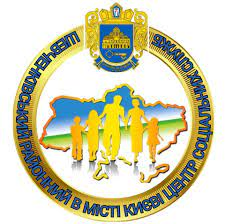 ШЕВЧЕНКІВСЬКИЙ РАЙОННИЙ В МІСТІ КИЄВІ ЦЕНТР СОЦІАЛЬНИХ СЛУЖБ